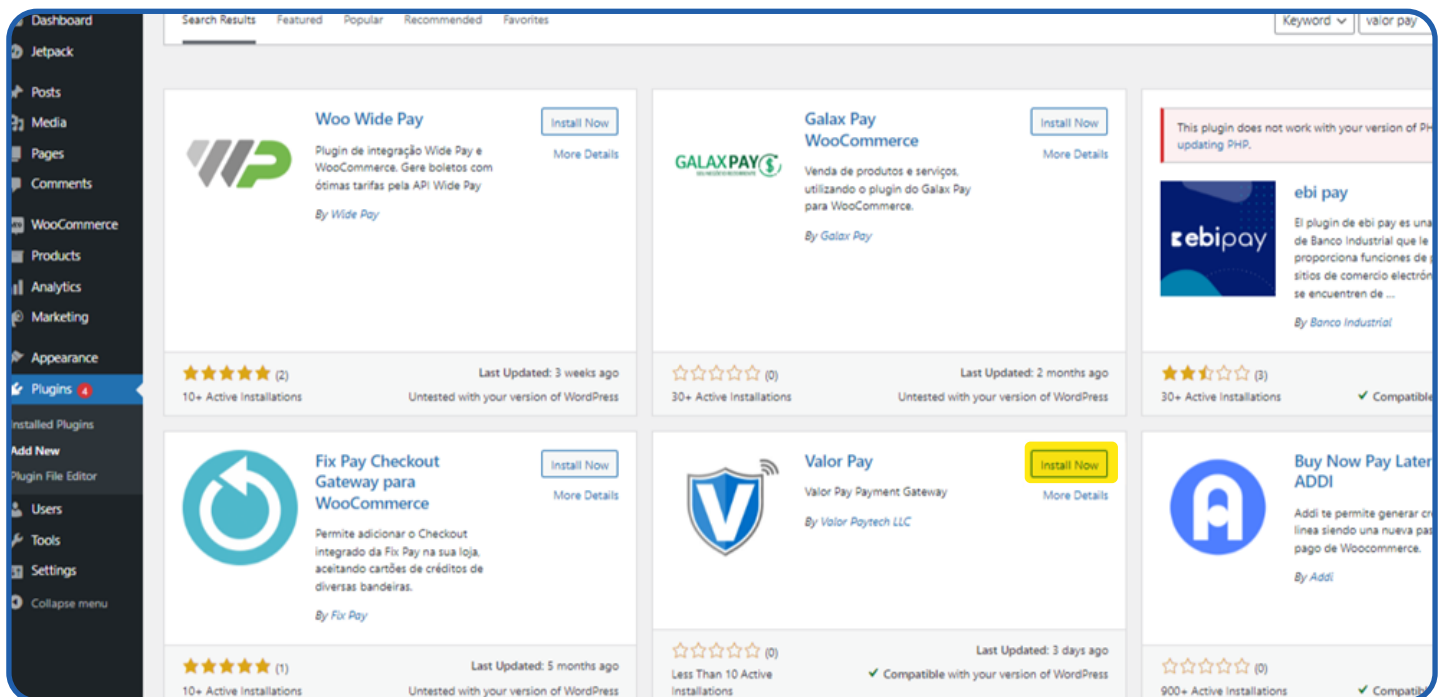 Dashboard
Jetpack
Posts
Media
Pages
Comments
WooCommerce
Products
Analytics
Marketing
Appearance
Plugins 4
Installed Plugins
Add New
Plugin File Editor
Users
Tools
Settings
Collapse menu
Search Results Featured Popular Recommended Favorites
Keyword valor pay
WP
Woo Wide Pay
Install Now
More Details
Plugin de integração Wide Pay e
WooCommerce. Gere boletos com
ótimas tarifas pela API Wide Pay
By Wide Pay
(2)
10+ Active Installations
Last Updated: 3 weeks ago
Untested with your version of WordPress
GALAXPAY
Galax Pay
WooCommerce
Install Now
More Details
Venda de produtos e serviços,
utilizando o plugin do Galax Pay
para WooCommerce.
By Galax Pay
(0)
30+ Active Installations
Last Updated: 2 months ago
Untested with your version of WordPress
This plugin does not work with your version of PH
updating PHP.
ebipay
ebi pay
El plugin de ebi pay es una
de Banco Industrial que le
proporciona funciones de
sitios de comercio electrón
se encuentren de ...
By Banco Industrial
(3)
30+ Active Installations
Compatible
Fix Pay Checkout
Gateway para
WooCommerce
Install Now
More Details
Permite adicionar o Checkout
integrado da Fix Pay na sua loja,
aceitando cartões de créditos de
diversas bandeiras.
By Fix Pay
(1)
10+ Active Installations
Last Updated: 5 months ago
Untested with your version of WordPress
V
Valor Pay
Install Now
More Details
Valor Pay Payment Gateway
By Valor Paytech LLC
(0)
Less Than 10 Active
Installations
Last Updated: 3 days ago
Compatible with your version of WordPress
Buy Now Pay Later
ADDI
Addi te permite generar cr
linea siendo una nueva pas
pago de Woocommerce.
By Addi
(0)
900+ Active Installations
Compatib